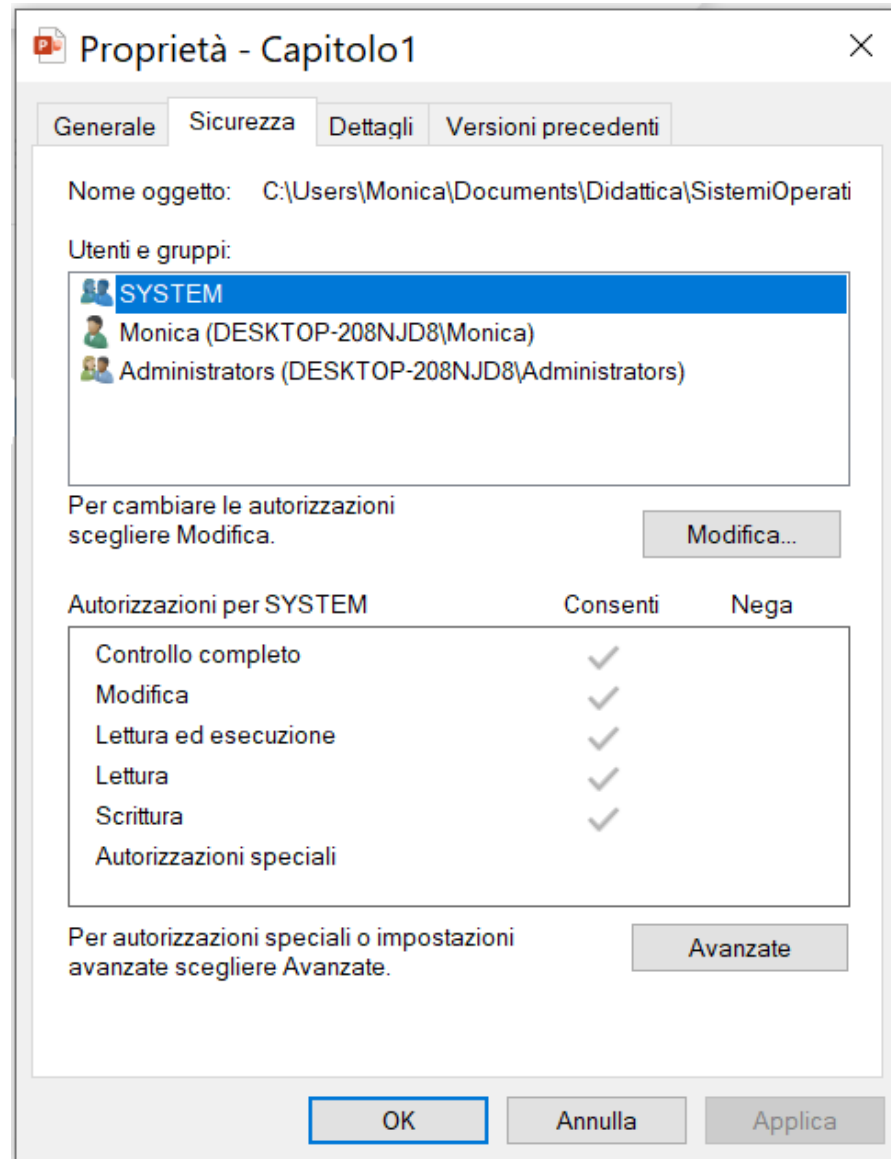 Proprietà - Capitolo1
Generale Sicurezza Dettagli Versioni precedenti
Nome oggetto: C:\Users\Monica\Documents\Didattica\SistemiOperati
Utenti e gruppi:
SYSTEM
Monica (DESKTOP-208NJD8\Monica)
Administrators (DESKTOP-208NJD8\Administrators)
Per cambiare le autorizzazioni
scegliere Modifica.
Modifica...
Autorizzazioni per SYSTEM Consenti Nega
Controllo completo
Modifica
Lettura ed esecuzione
Lettura
Scrittura
Autorizzazioni speciali
Per autorizzazioni speciali o impostazioni
avanzate scegliere Avanzate.
Avanzate
OK Annulla Applica